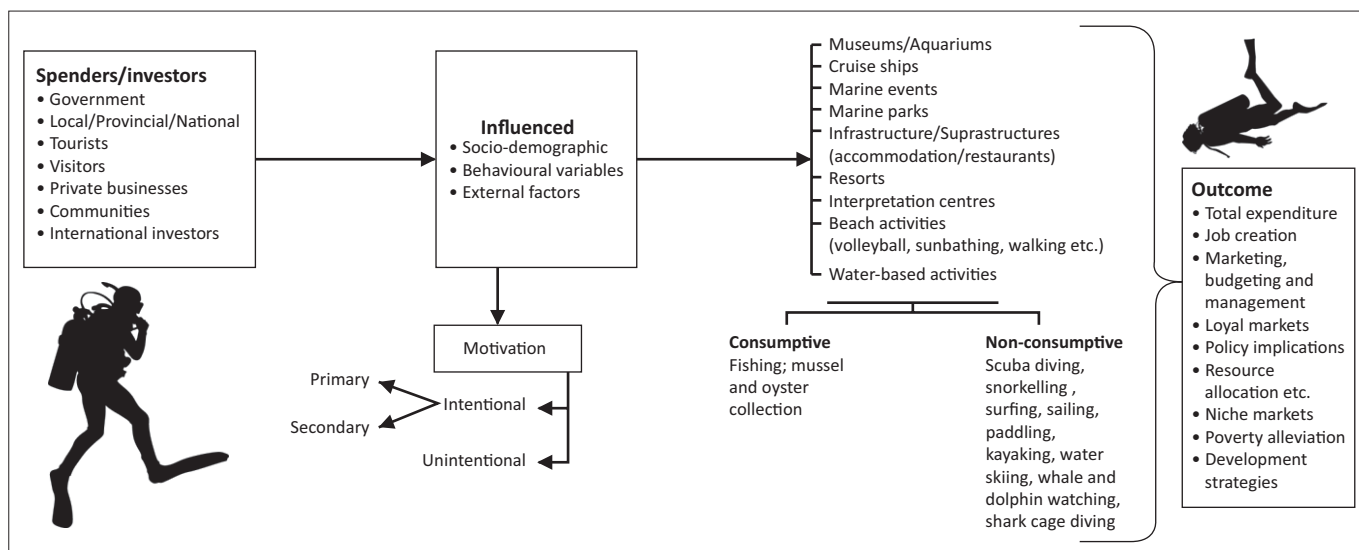 Spenders/investors
• Government
• Local/Provincial/National
• Tourists
• Visitors
• Private businesses
• Communities
• International investors
Influenced
• Socio-demographic
• Behavioural variables
• External factors
Motivation
Primary
Secondary
Intentional
Unintentional
Museums/Aquariums
Cruise ships
Marine events
Marine parks
Infrastructure/Suprastructures
(accommodation/restaurants)
Resorts
Interpretation centres
Beach activities
(volleyball, sunbathing, walking etc.)
Water-based activities
Consumptive
Fishing; mussel
and oyster
collection
Non-consumptive
Scuba diving,
snorkelling ,
surfing, sailing,
paddling,
kayaking, water
skiing, whale and
dolphin watching,
shark cage diving
Outcome
• Total expenditure
• Job creation
• Marketing,
budgeting and
management
• Loyal markets
• Policy implications
• Resource
allocation etc.
• Niche markets
• Poverty alleviation
• Development
strategies